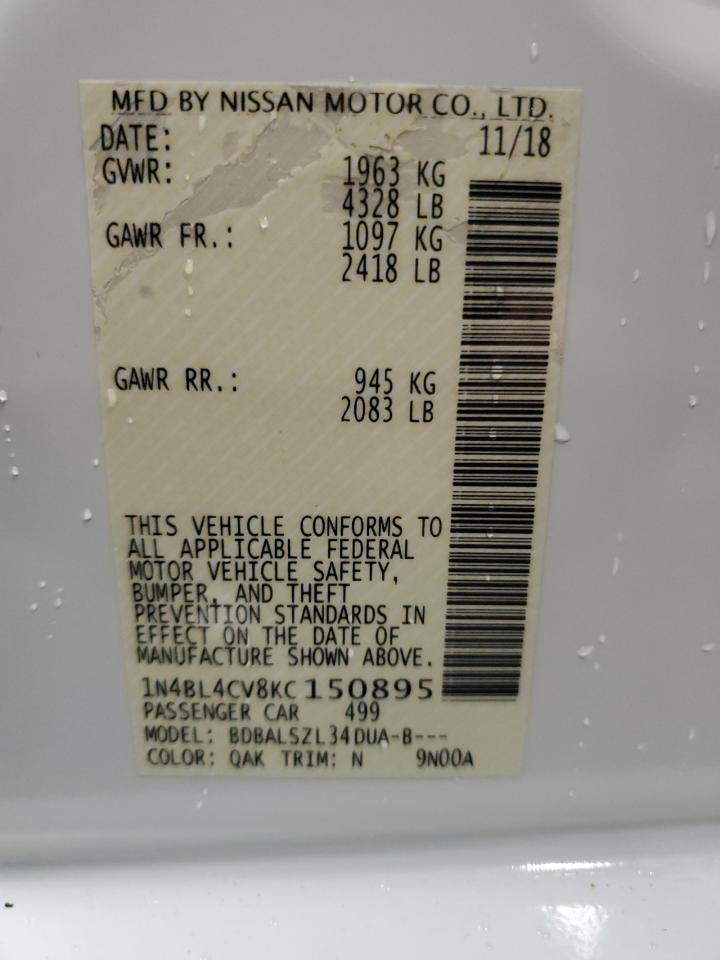 MFD BY NISSAN MOTOR CO., LTD.
DATE: 11/18
GVWR: 1963 KG
4328 LB
GAWR FR.: 1097 KG
2418 LB
GAWR RR.: 945 KG
2083 LB
THIS VEHICLE CONFORMS TO
ALL APPLICABLE FEDERAL
MOTOR VEHICLE SAFETY,
BUMPER, AND THEFT
PREVENTION STANDARDS IN
EFFECT ON THE DATE OF
MANUFACTURE SHOWN ABOVE.
1N4BL4CV8KC150895
PASSENGER CAR 499
MODEL: BDBALSZL34DUA-B---
COLOR: QAK TRIM: N 9N00A